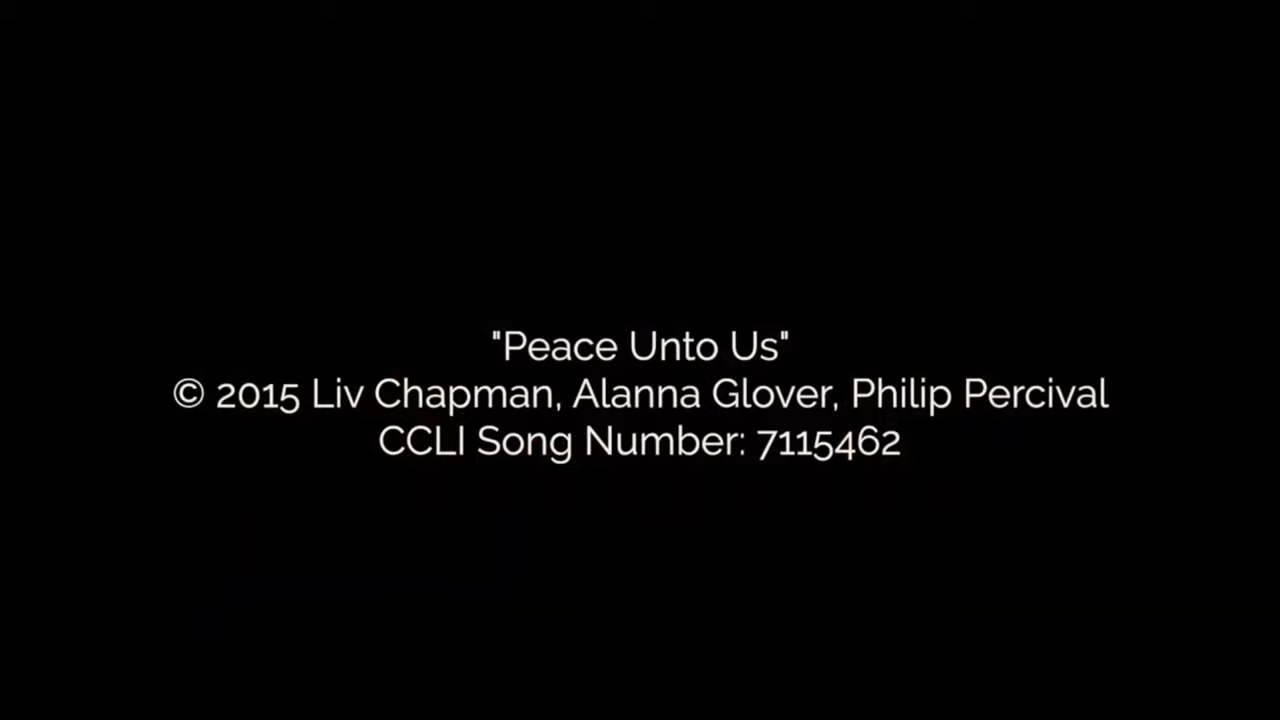 "Peace Unto Us"
© 2015 Liv Chapman, Alanna Glover, Philip Percival
CCLI Song Number: 7115462